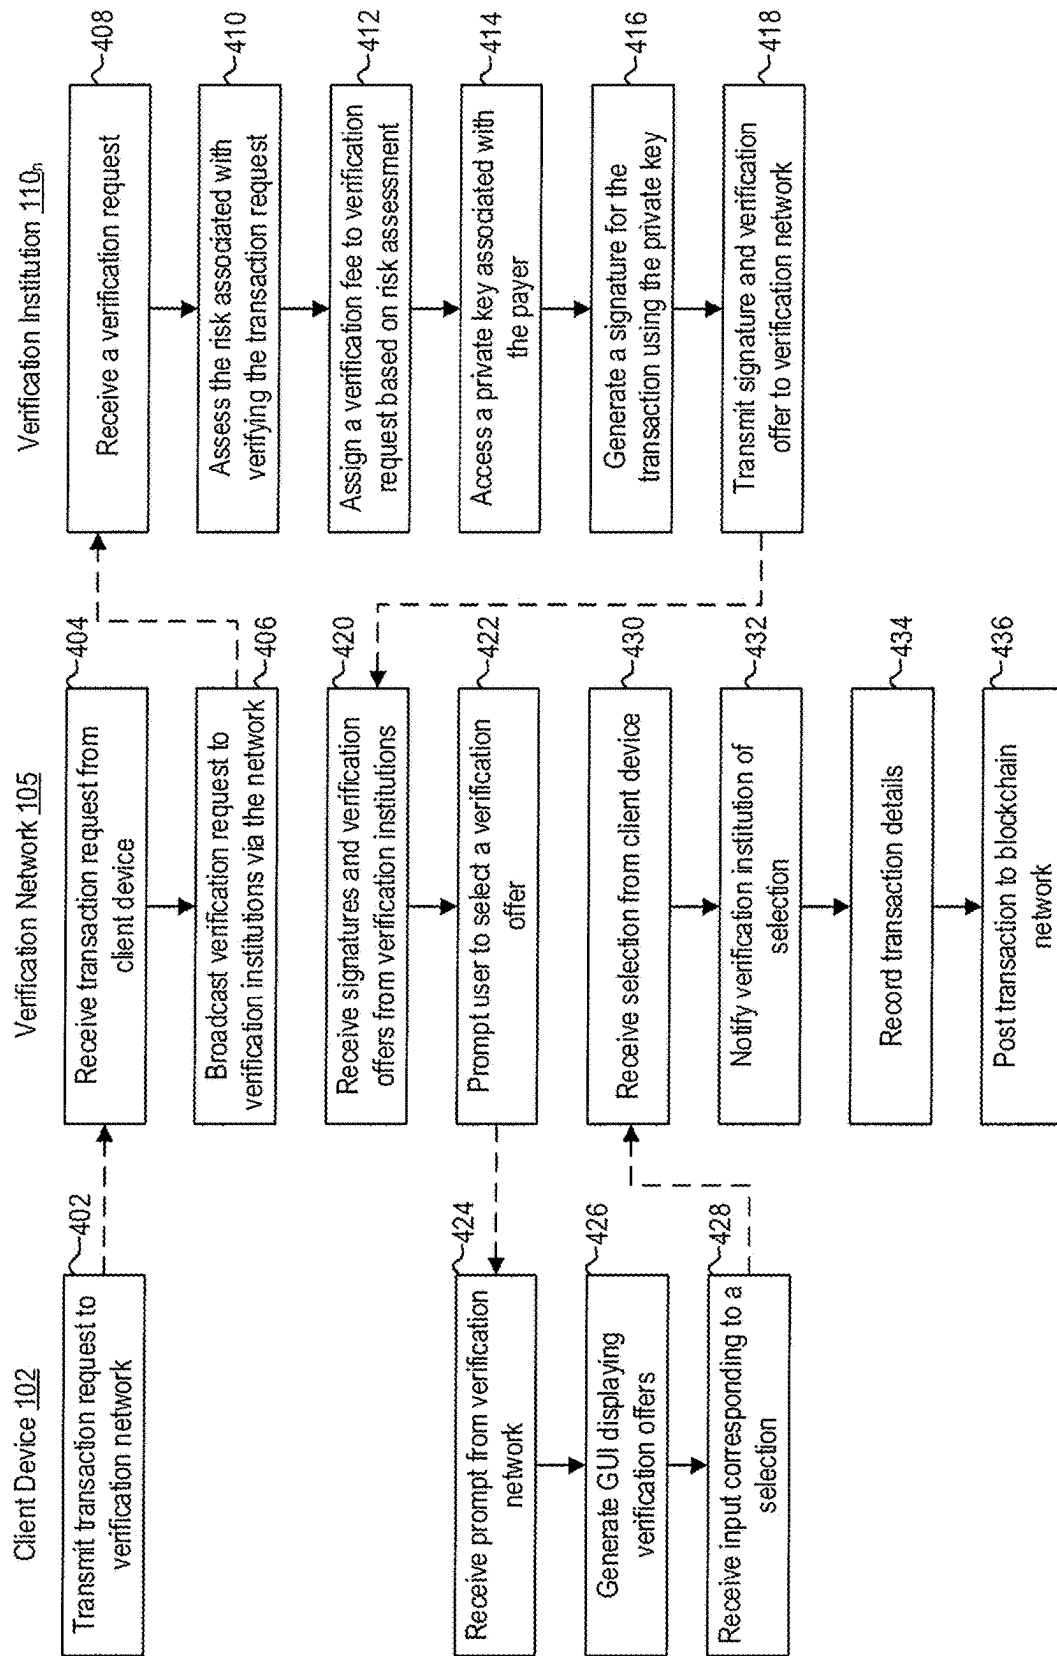 Client Device 102
Transmit transaction request to
verification network
402
Receive prompt from verification
network
424
Generate GUI displaying
verification offers
426
Receive input corresponding to a
selection
428
Verification Network 105
Receive transaction request from
client device
404
Broadcast verification request to
verification institutions via the network
406
Receive signatures and verification
offers from verification institutions
420
Prompt user to select a verification
offer
422
Receive selection from client device
430
Notify verification institution of
selection
432
Record transaction details
434
Post transaction to blockchain
network
436
Verification Institution 110n
Receive a verification request
408
Assess the risk associated with
verifying the transaction request
410
Assign a verification fee to verification
request based on risk assessment
412
Access a private key associated with
the payer
414
Generate a signature for the
transaction using the private key
416
Transmit signature and verification
offer to verification network
418